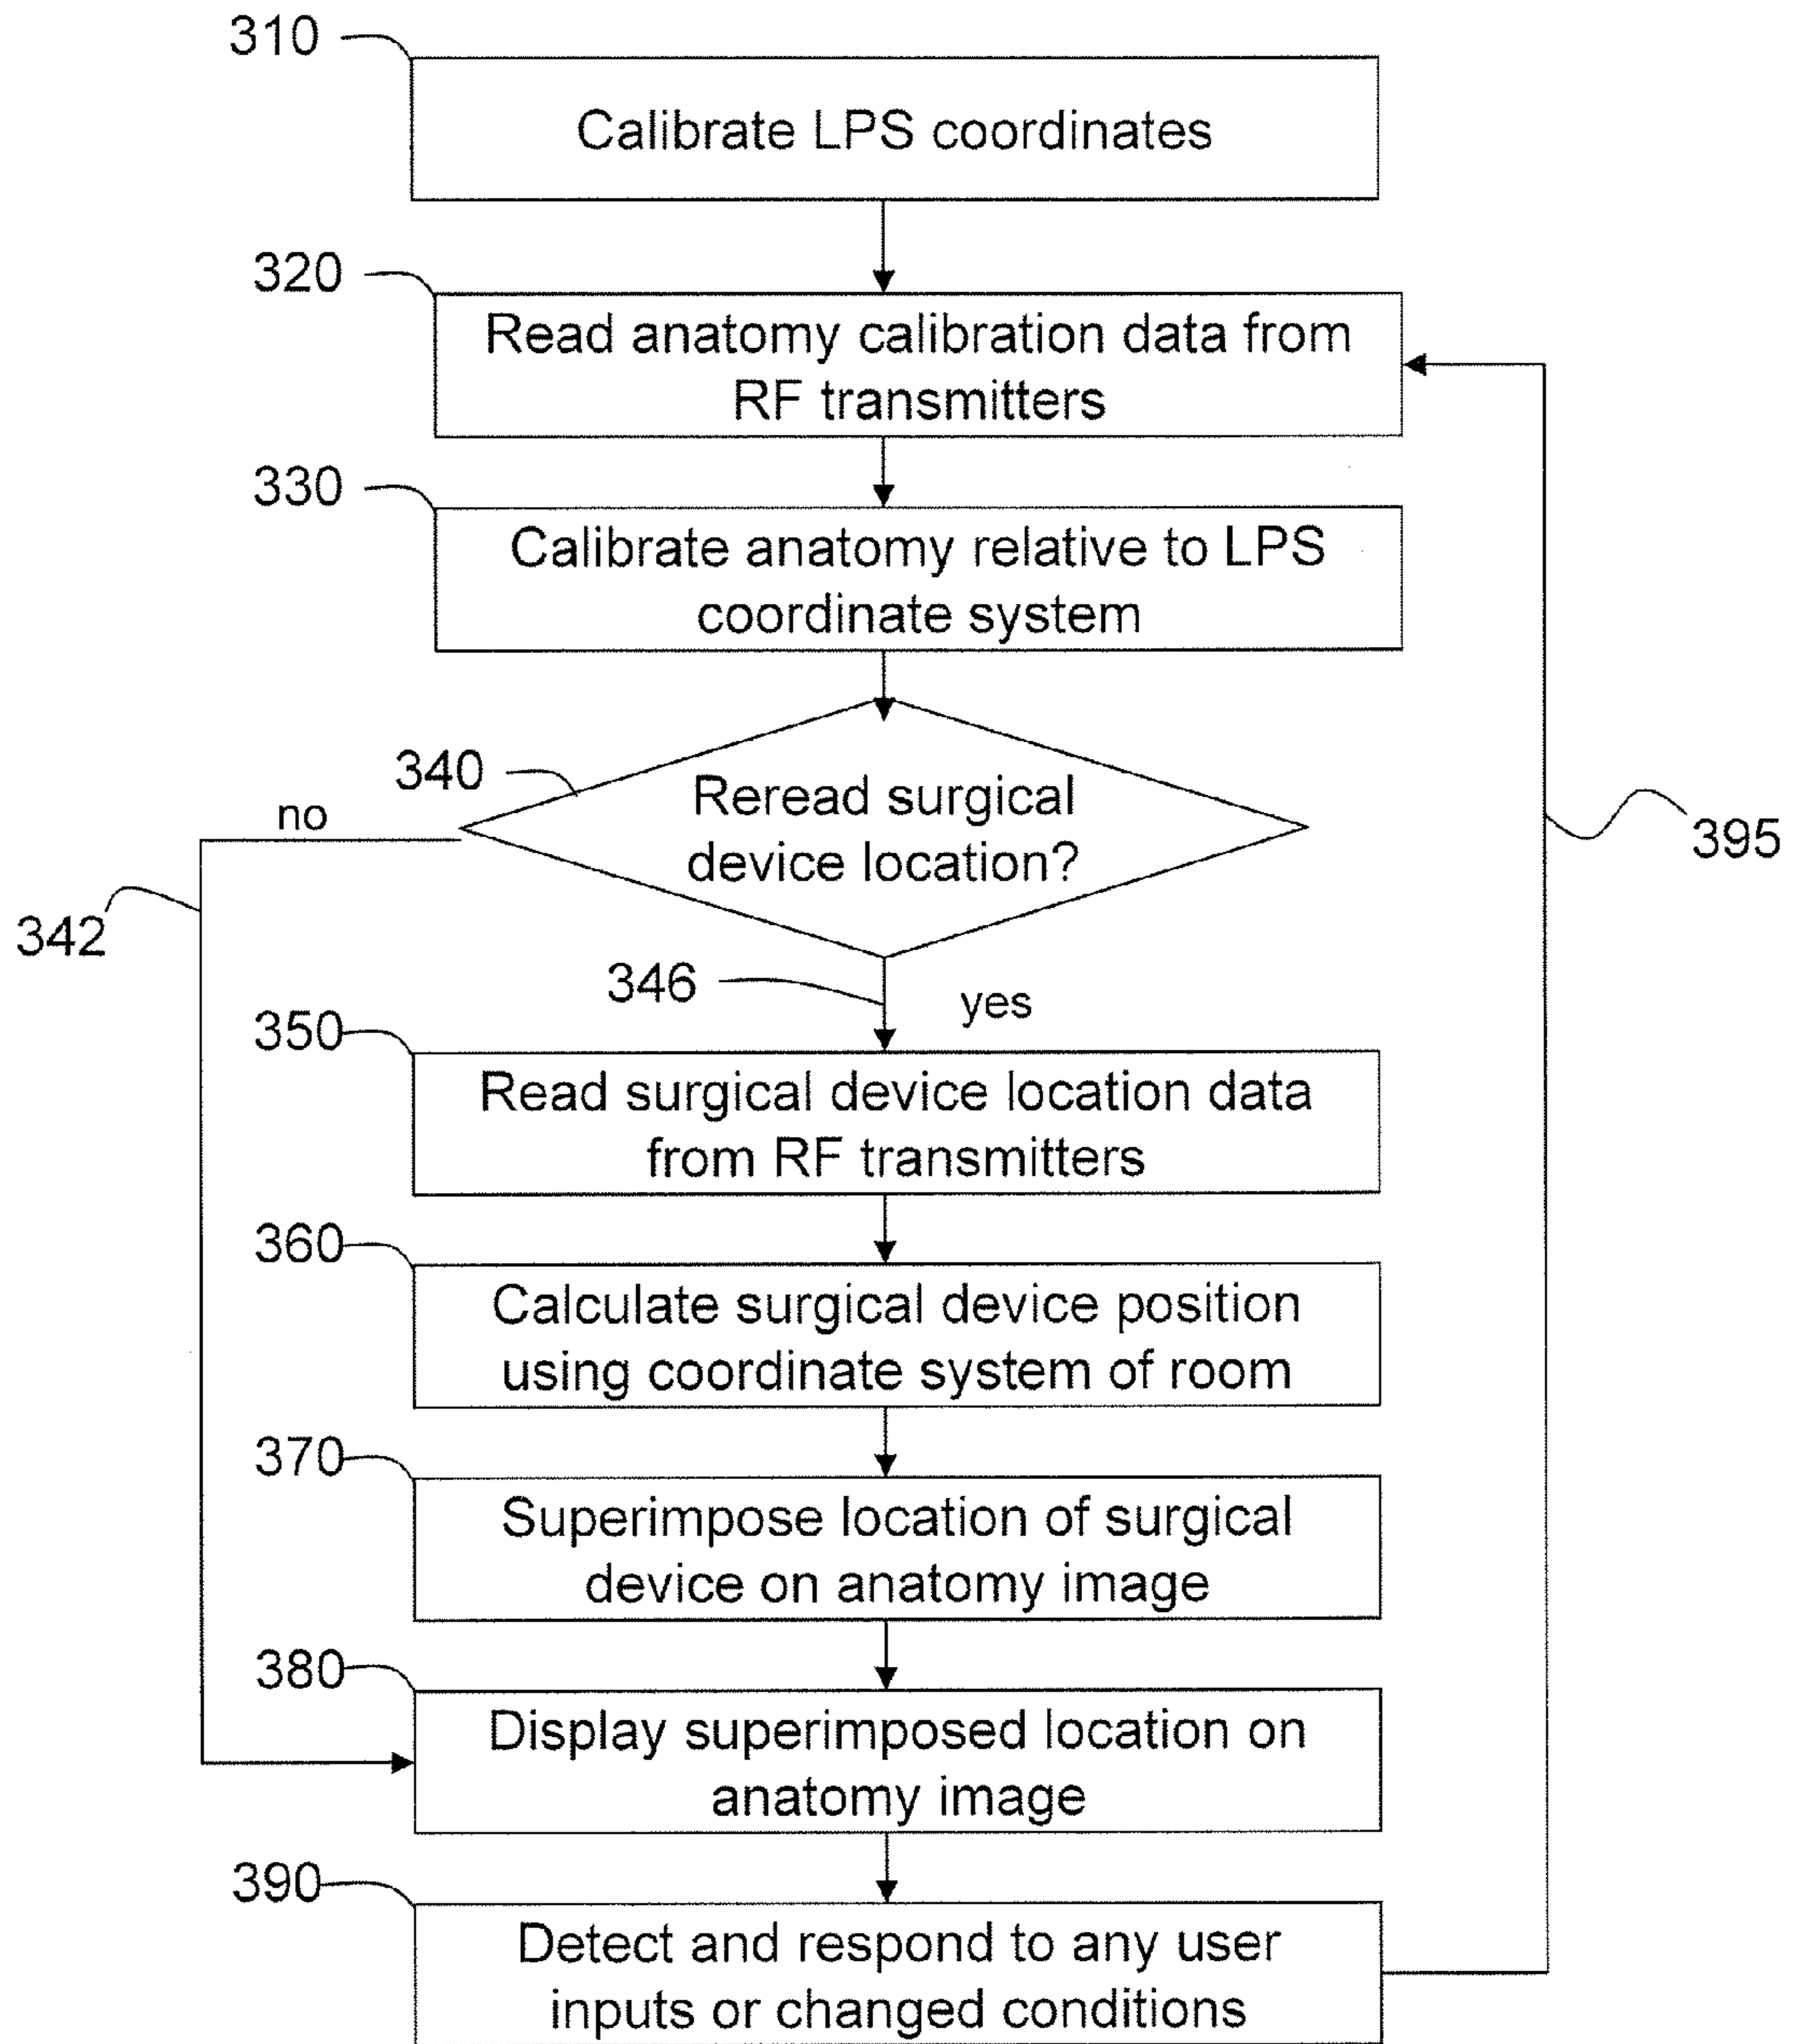 310
Calibrate LPS coordinates
320
Read anatomy calibration data from
RF transmitters
330
Calibrate anatomy relative to LPS
coordinate system
340
Reread surgical
device location?
no
395
342
346
yes
350
Read surgical device location data
from RF transmitters
360
Calculate surgical device position
using coordinate system of room
370
Superimpose location of surgical
device on anatomy image
380
Display superimposed location on
anatomy image
390
Detect and respond to any user
inputs or changed conditions